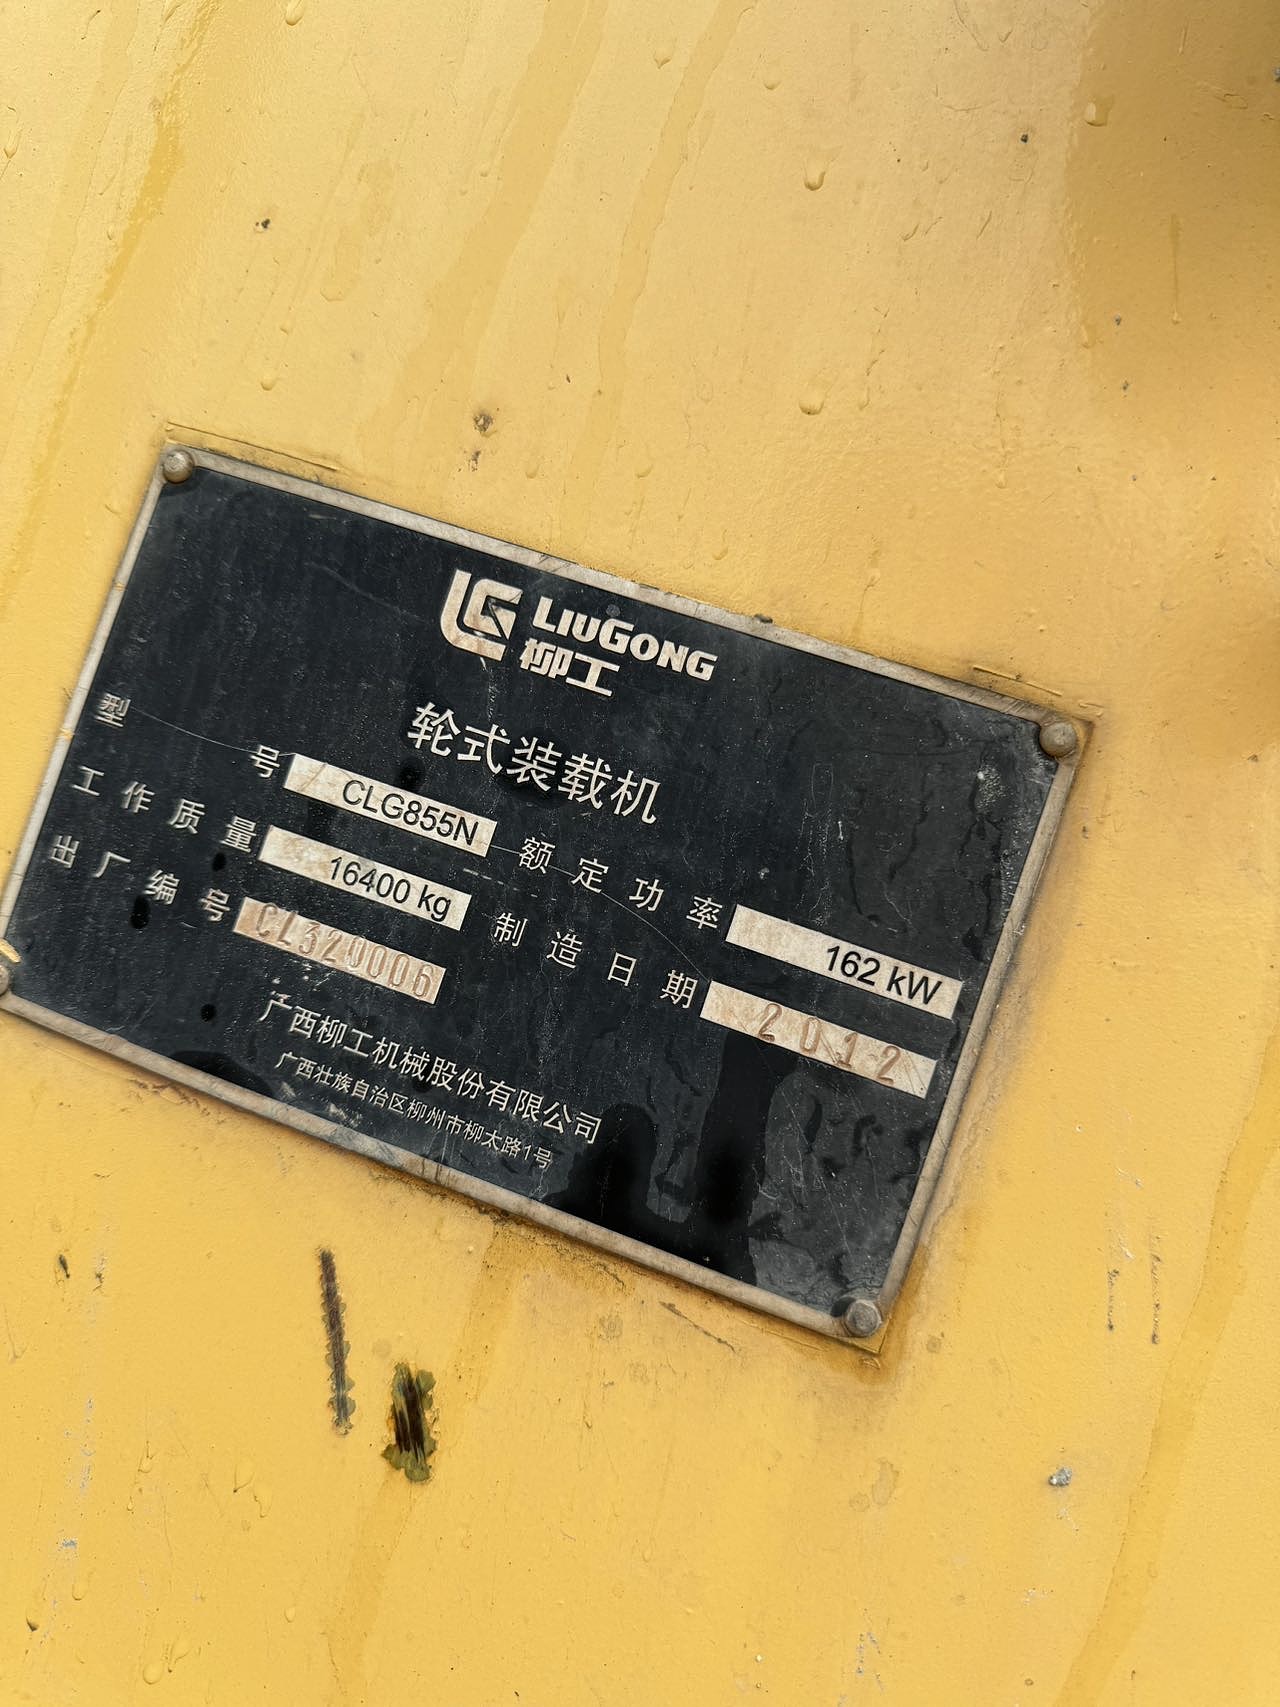 LIUGONG
柳工
轮式装载机
型号 CLG855N 额定功率 162 kW
工作质量 16400 kg 制造日期 2012
出厂编号 CL320006
广西柳工机械股份有限公司
广西壮族自治区柳州市柳太路1号